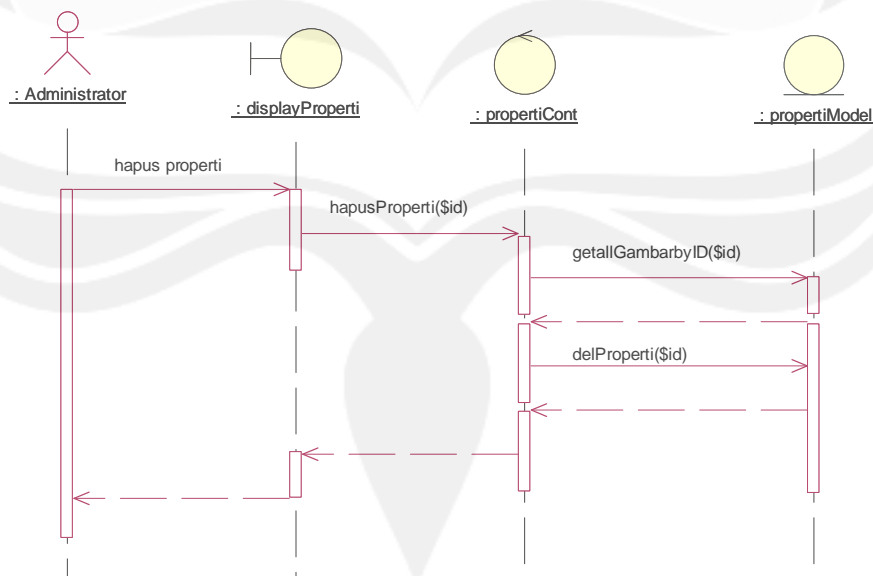 : Administrator
: displayProperti
: propertiCont
: propertiModel
hapus properti
hapusProperti($id)
getallGambarbyID($id)
delProperti($id)